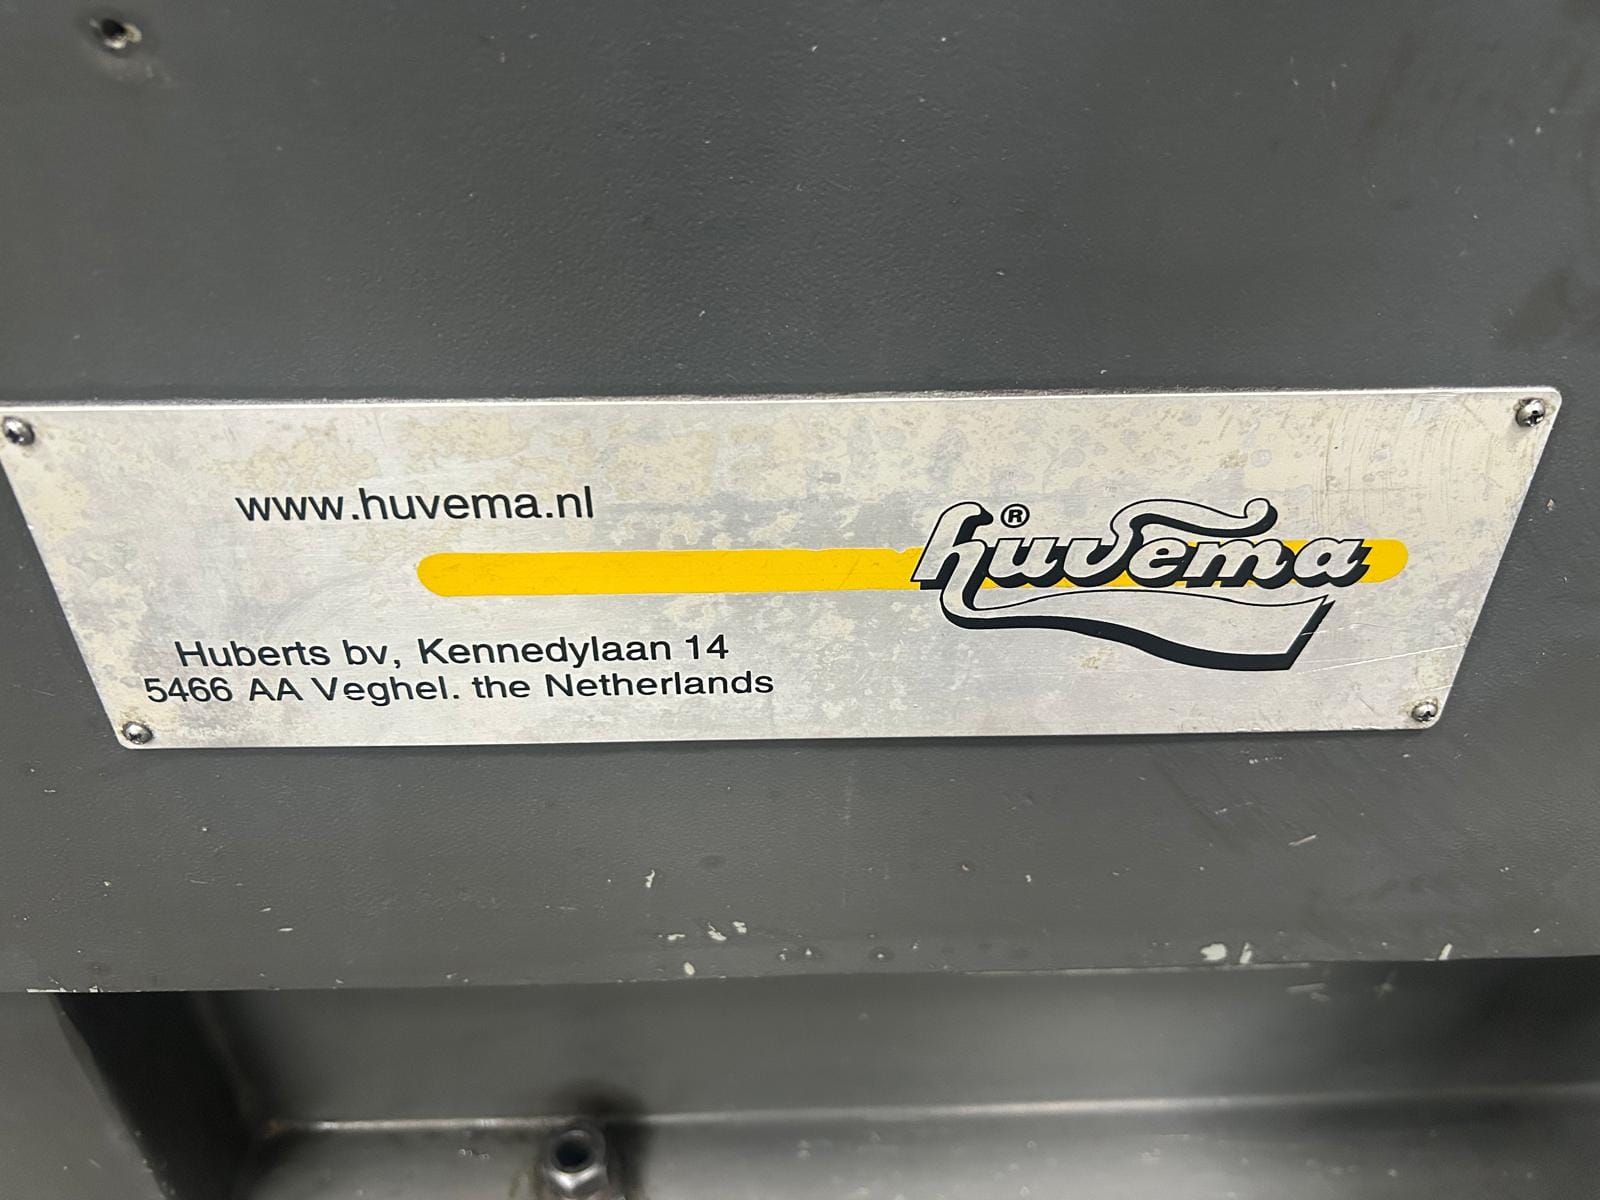 www.huvema.nl
huvema®
Huberts bv, Kennedylaan 14
5466 AA Veghel. the Netherlands